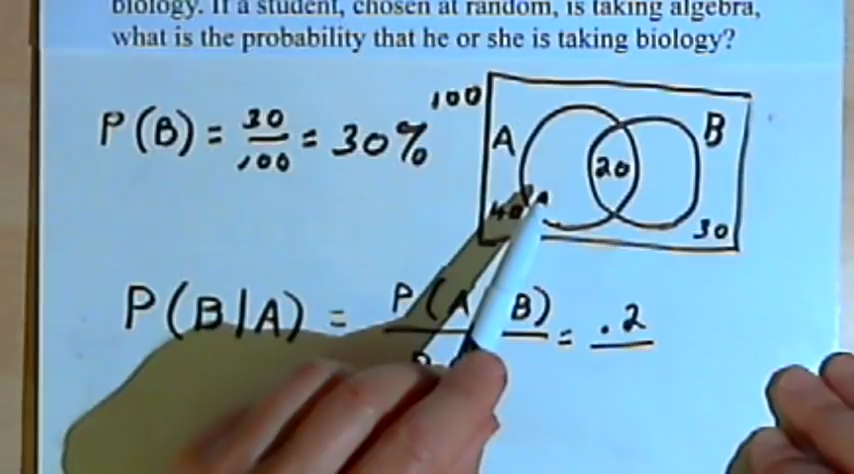 biology. If a student, chosen at random, is taking algebra,
what is the probability that he or she is taking biology?
P(B) = 30/100 = 30%
100
A
B
20
40
30
P(B|A) = P(A B) = .2